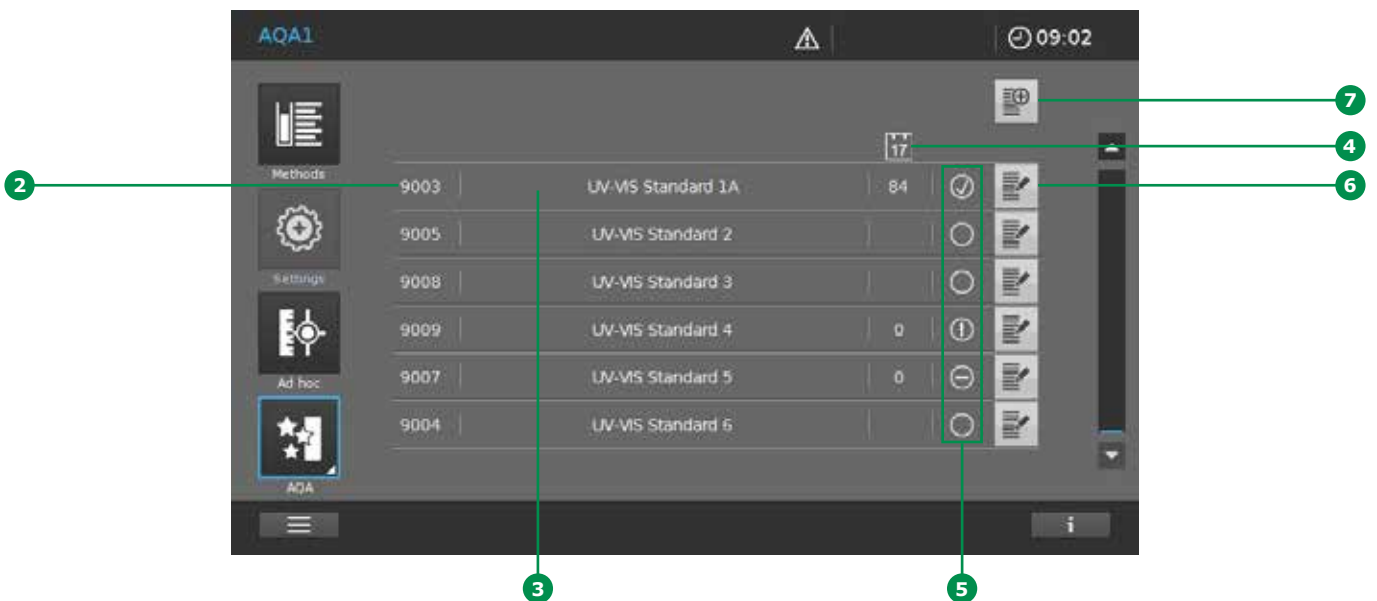 AQA1
09:02
7
17
4
Methods
2
9003 UV-VIS Standard 1A 84
6
9005 UV-VIS Standard 2
Settings
9008 UV-VIS Standard 3
9009 UV-VIS Standard 4 0
Ad hoc
9007 UV-VIS Standard 5 0
9004 UV-VIS Standard 6
AQA
i
3
5